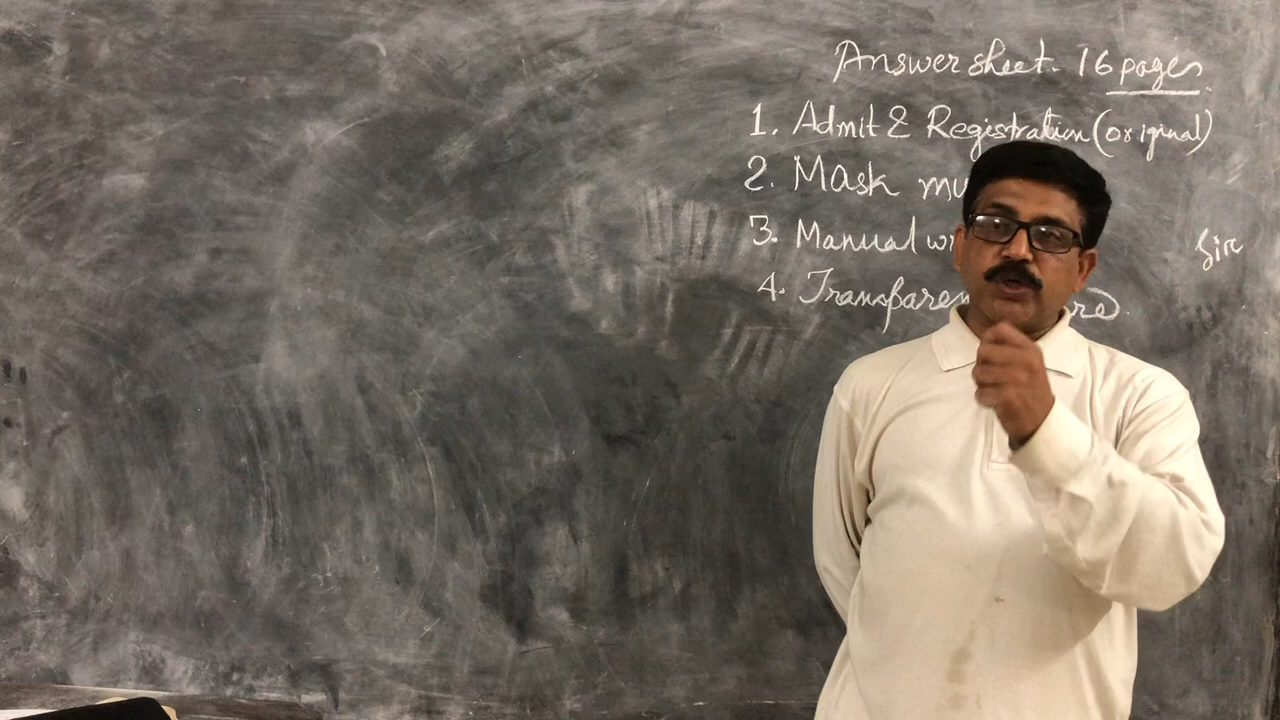 Answer sheet. 16 pages.
1. Admit & Registration (original)
2. Mask
3. Manual
4.
Sir